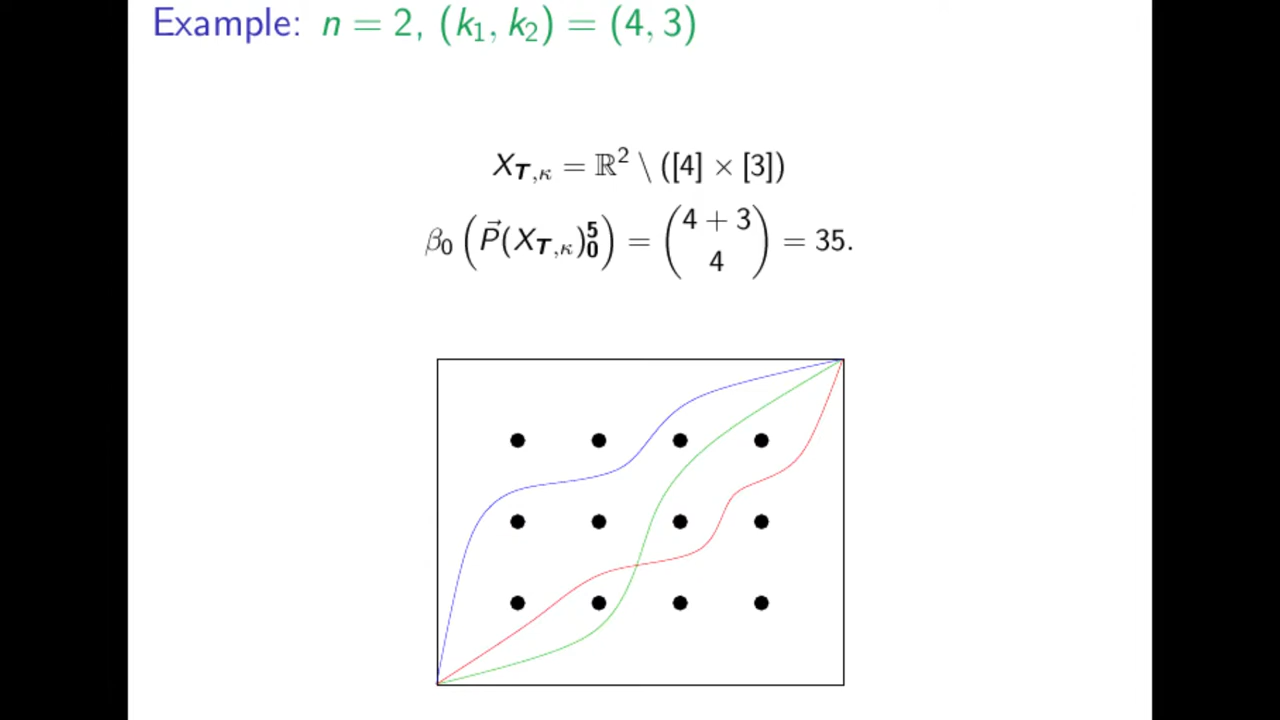 Example: n = 2, (k₁, k₂) = (4, 3)
X_{T,κ} = ℝ² \ ([4] × [3])
β₀ (P⃗(X_{T,κ})₀⁵) = (4 + 3 choose 4) = 35.